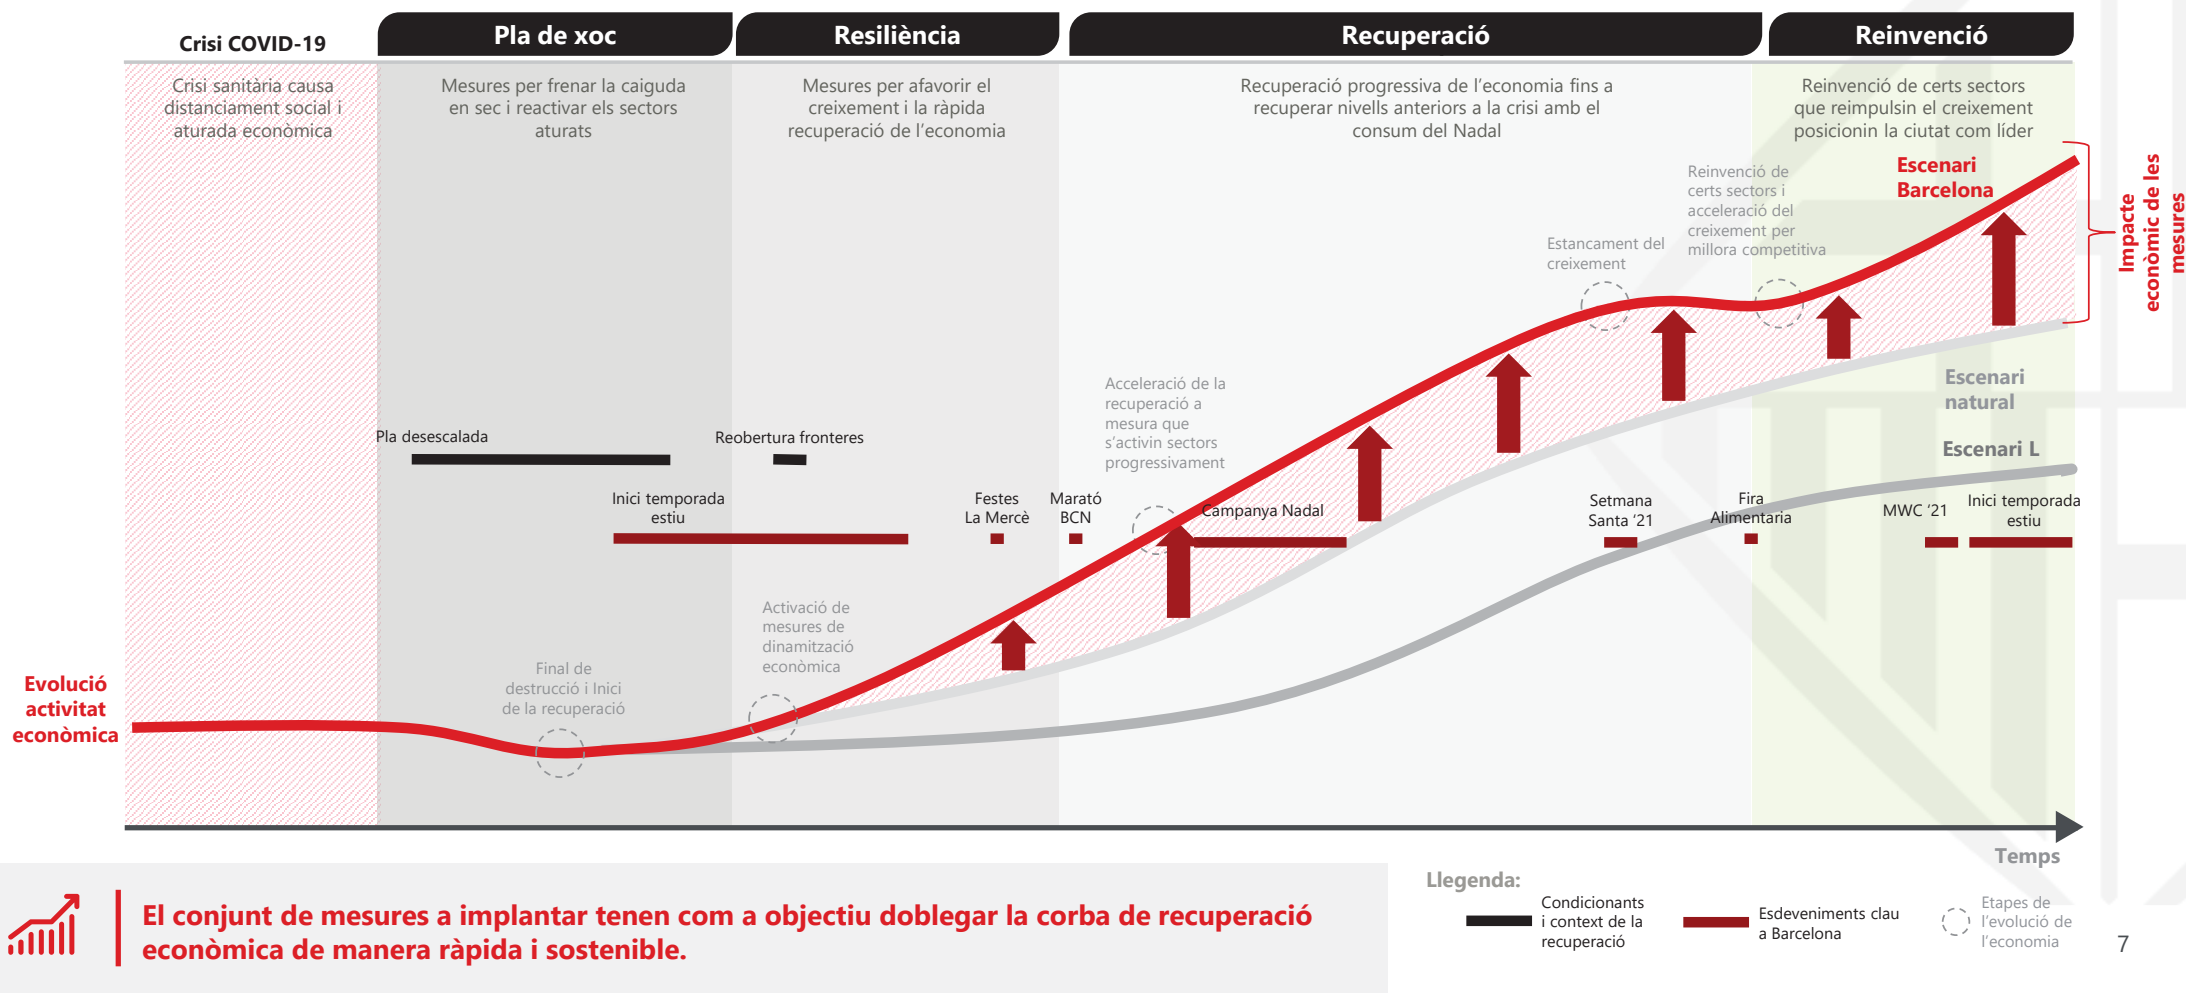 Crisi COVID-19
Pla de xoc
Resiliència
Recuperació
Reinvenció
Crisi sanitària causa
distanciament social i
aturada econòmica
Mesures per frenar la caiguda
en sec i reactivar els sectors
aturats
Mesures per afavorir el
creixement i la ràpida
recuperació de l'economia
Recuperació progressiva de l'economia fins a
recuperar nivells anteriors a la crisi amb el
consum del Nadal
Reinvenció de certs sectors
que reimpulsin el creixement
posicionin la ciutat com líder
Escenari
Barcelona
Impacte
econòmic de les
mesures
Reinvenció de
certs sectors i
acceleració del
creixement per
millora competitiva
Estancament del
creixement
Escenari
natural
Escenari L
Acceleració de la
recuperació a
mesura que
s'activin sectors
progressivament
Pla desescalada
Reobertura fronteres
Inici temporada
estiu
Festes
La Mercè
Marató
BCN
Campanya Nadal
Setmana
Santa '21
Fira
Alimentaria
MWC '21
Inici temporada
estiu
Activació de
mesures de
dinamització
econòmica
Final de
destrucció i Inici
de la recuperació
Evolució
activitat
econòmica
Temps
El conjunt de mesures a implantar tenen com a objectiu doblegar la corba de recuperació
econòmica de manera ràpida i sostenible.
Llegenda:
Condicionants
i context de la
recuperació
Esdeveniments clau
a Barcelona
Etapes de
l'evolució de
l'economia
7